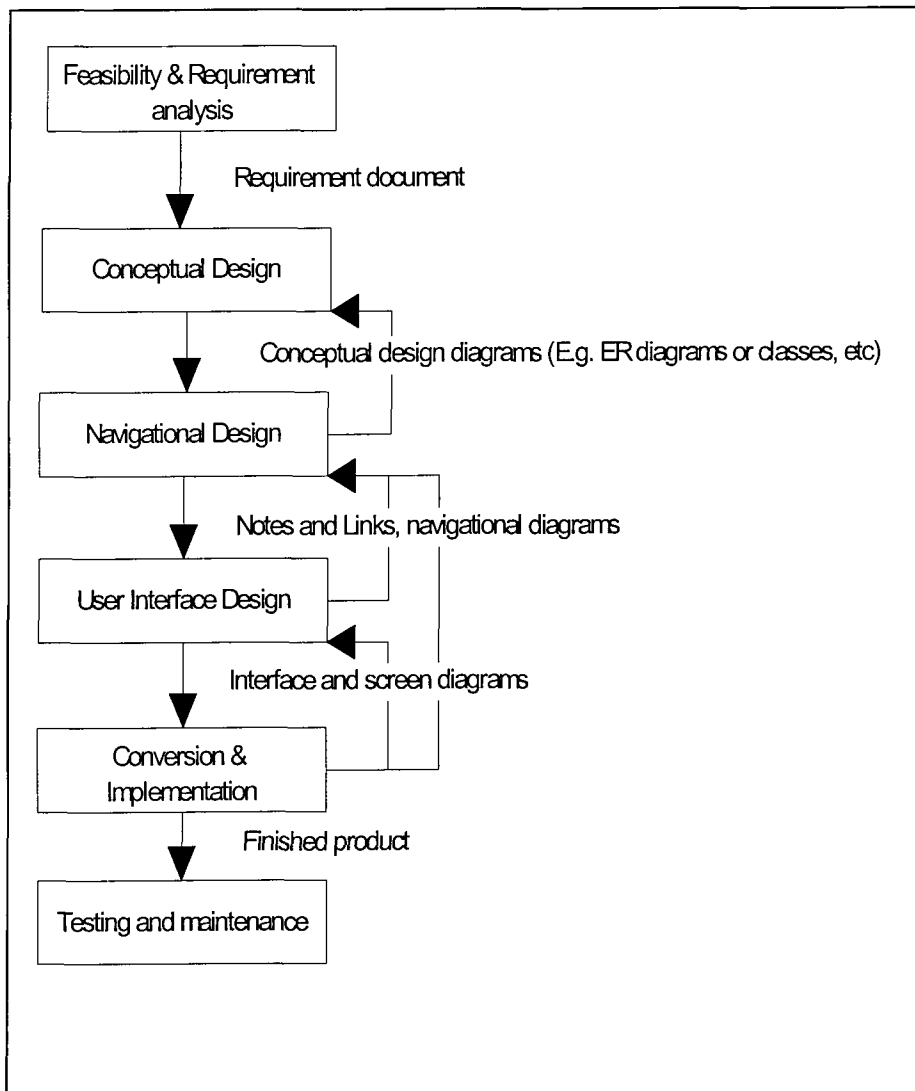 Feasibility & Requirement
analysis
Requirement document
Conceptual Design
Conceptual design diagrams (E.g. ER diagrams or classes, etc)
Navigational Design
Notes and Links, navigational diagrams
User Interface Design
Interface and screen diagrams
Conversion &
Implementation
Finished product
Testing and maintenance